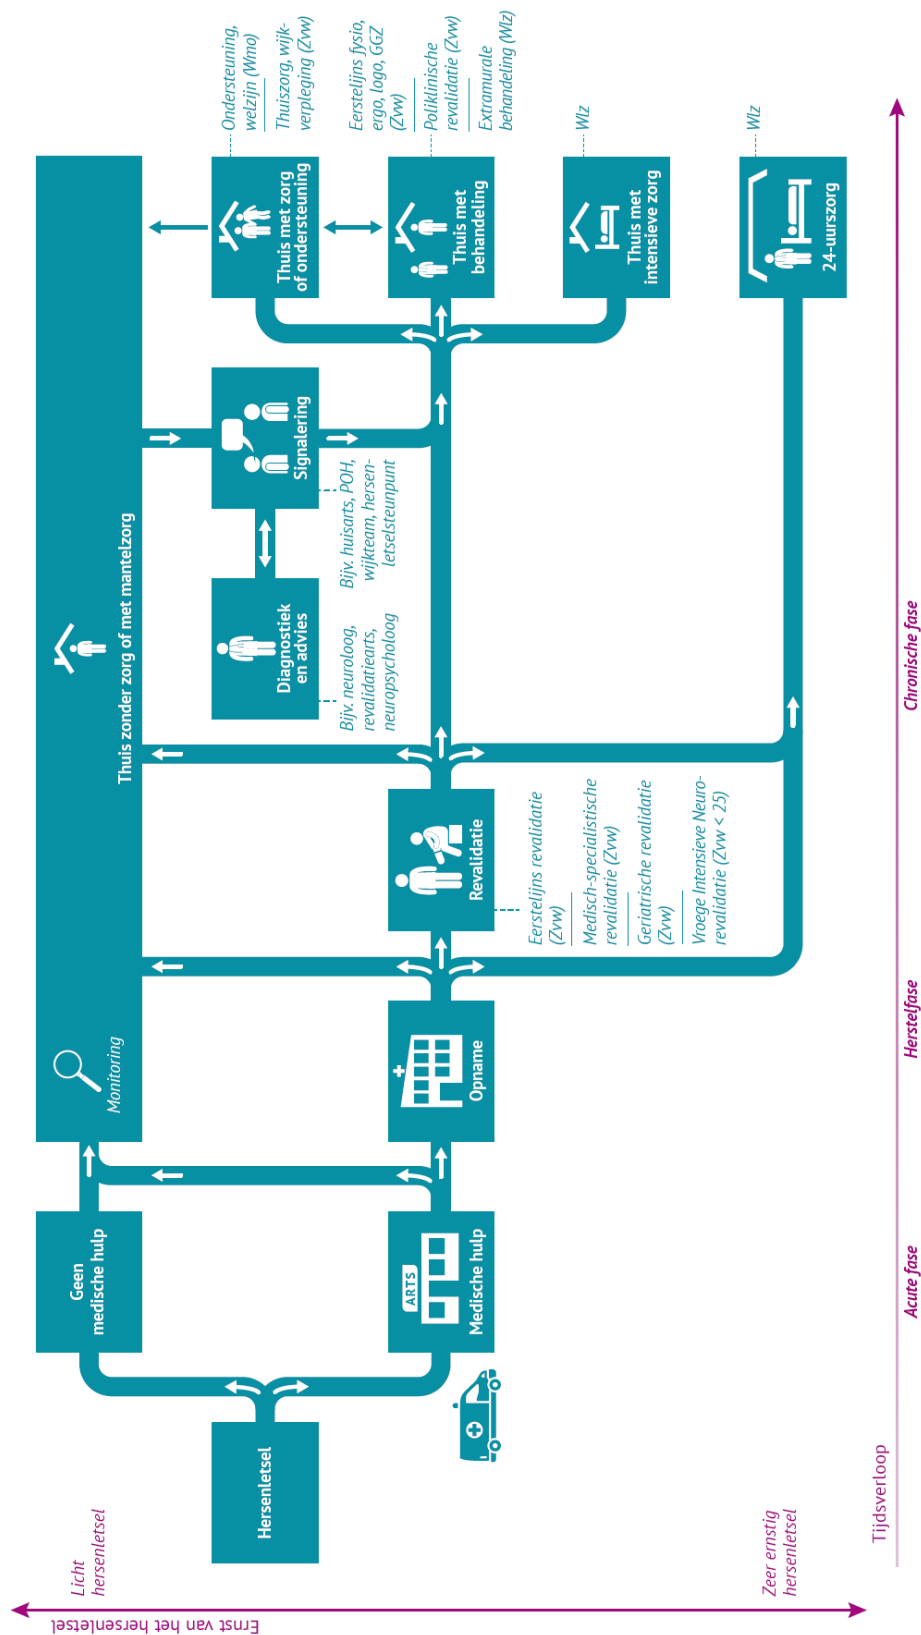 Ernst van het hersenletsel
Licht
hersenletsel
Zeer ernstig
hersenletsel
Tijdsverloop
Hersenletsel
Geen
medische hulp
ARTS
Medische hulp
Acute fase
Monitoring
Thuis zonder zorg of met mantelzorg
Opname
Herstelfase
Revalidatie
Eerstelijns revalidatie
(Zvw)
Medisch-specialistische
revalidatie (Zvw)
Geriatrische revalidatie
(Zvw)
Vroege Intensieve Neuro-
revalidatie (Zvw < 25)
Diagnostiek
en advies
Bijv. neuroloog,
revalidatiearts,
neuropsycholoog
Signalering
Bijv. huisarts, POH,
wijkteam, hersen-
letselsteunpunt
Chronische fase
Thuis met zorg
of ondersteuning
Ondersteuning,
welzijn (Wmo)
Thuiszorg, wijk-
verpleging (Zvw)
Thuis met
behandeling
Eerstelijns fysio,
ergo, logo, GGZ
(Zvw)
Poliklinische
revalidatie (Zvw)
Extramurale
behandeling (Wlz)
Thuis met
intensieve zorg
Wlz
24-uurszorg
Wlz